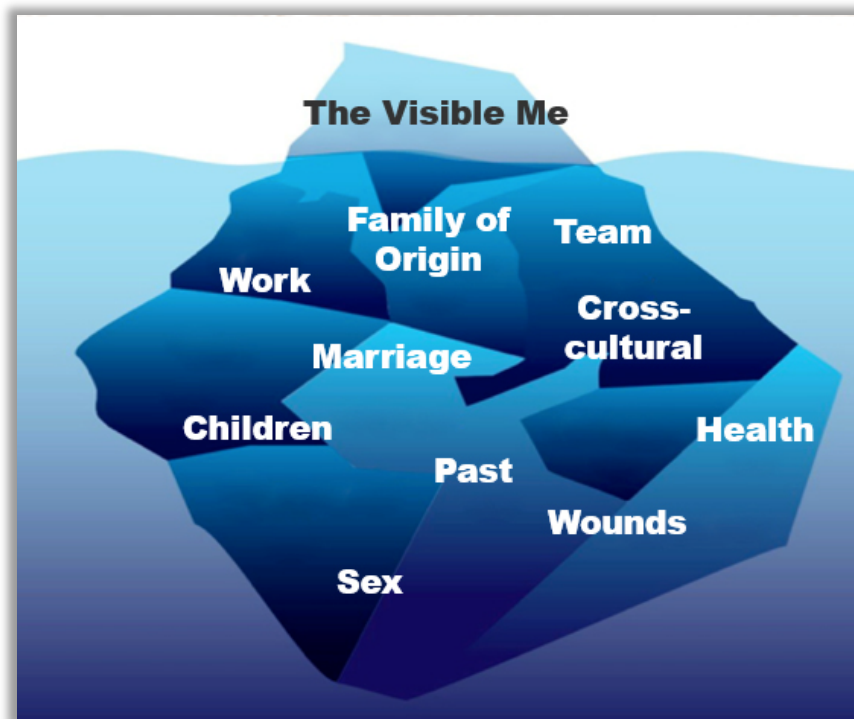 The Visible Me
Family of
Origin
Team
Work
Cross-
cultural
Marriage
Children
Health
Past
Wounds
Sex